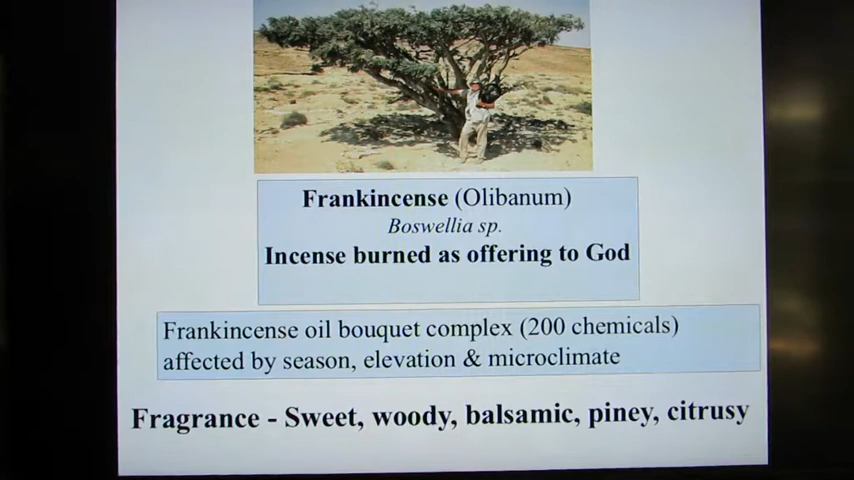 Frankincense (Olibanum)
Boswellia sp.
Incense burned as offering to God
Frankincense oil bouquet complex (200 chemicals)
affected by season, elevation & microclimate
Fragrance - Sweet, woody, balsamic, piney, citrusy